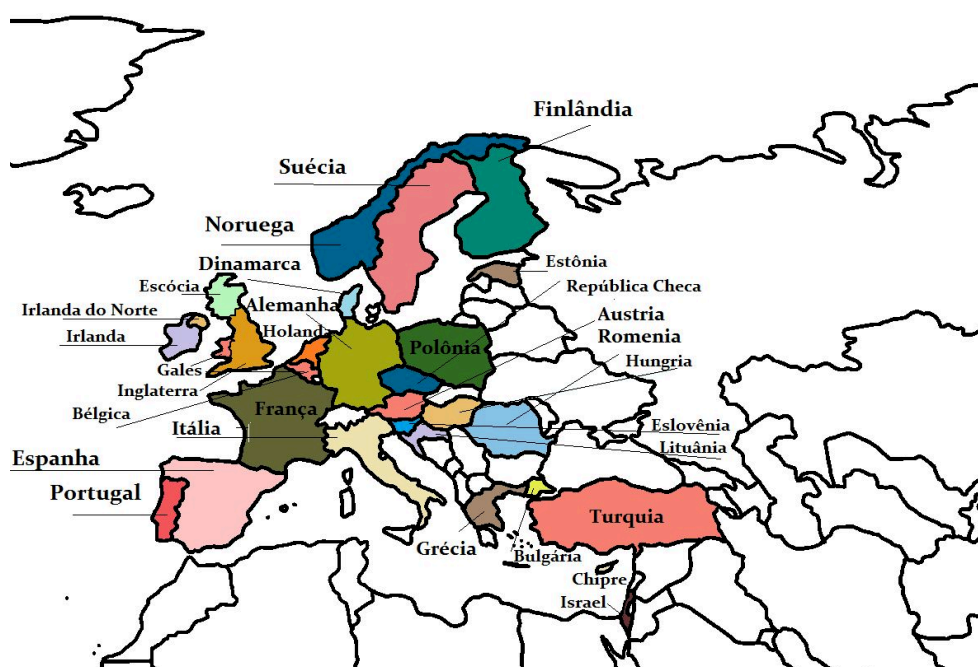 Finlândia
Suécia
Noruega
Dinamarca
Estônia
Escócia
República Checa
Irlanda do Norte
Alemanha
Austria
Irlanda
Holanda
Polônia
Romenia
Gales
Hungria
Inglaterra
Bélgica
França
Itália
Eslovênia
Lituânia
Espanha
Portugal
Turquia
Grécia
Bulgária
Chipre
Israel